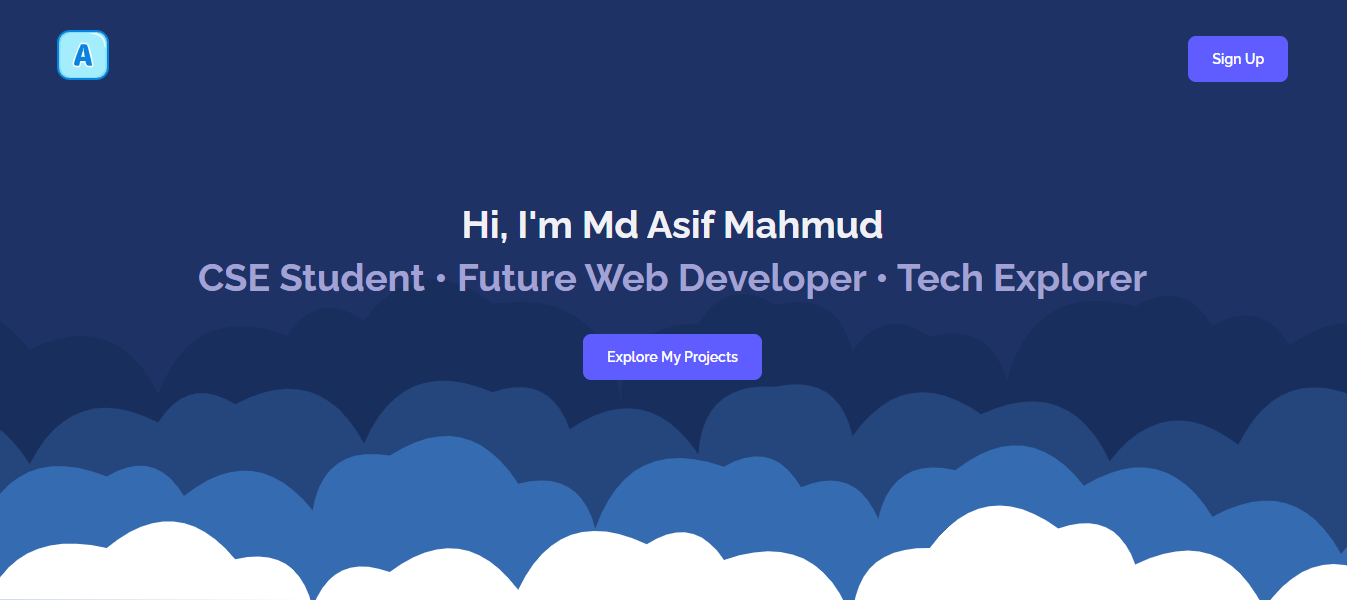 A
Sign Up
Hi, I'm Md Asif Mahmud
CSE Student • Future Web Developer • Tech Explorer
Explore My Projects